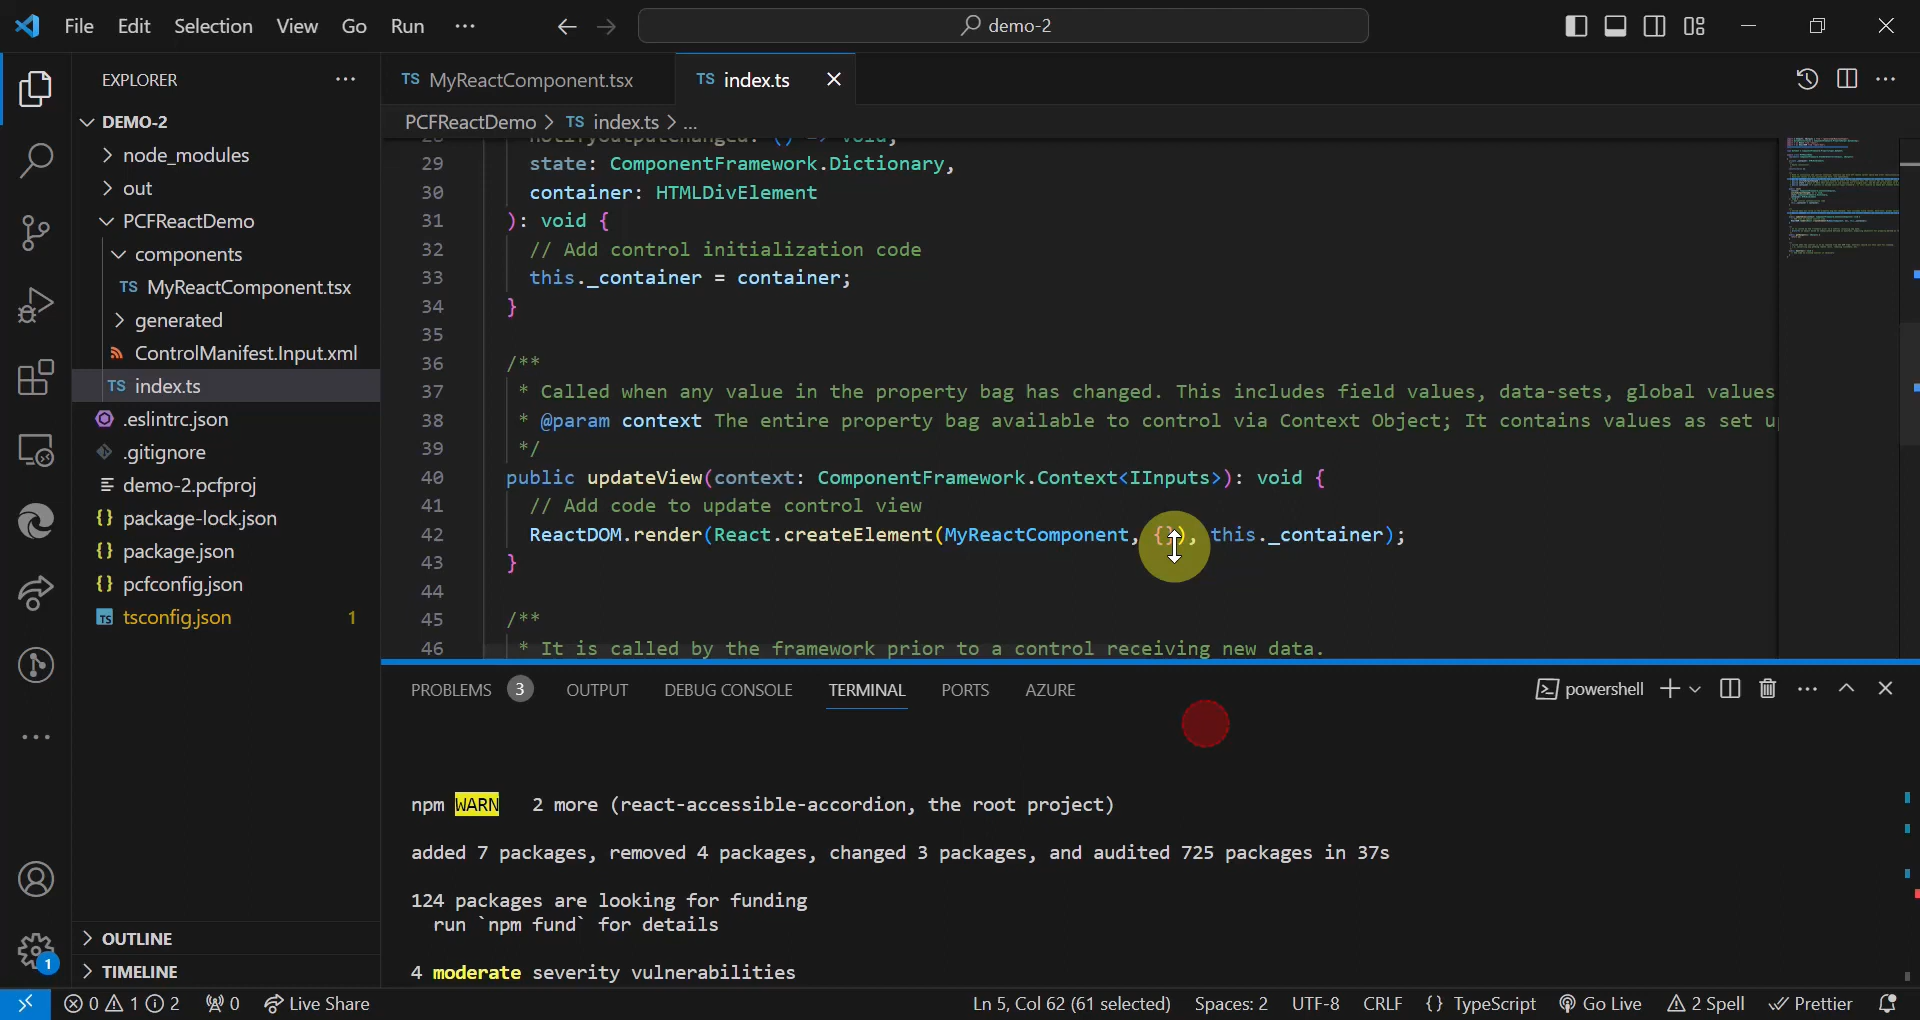 File Edit Selection View Go Run ··· demo-2
EXPLORER ···
DEMO-2
node_modules
out
PCFReactDemo
components
TS MyReactComponent.tsx
generated
ControlManifest.Input.xml
TS index.ts
.eslintrc.json
.gitignore
demo-2.pcfproj
{} package-lock.json
{} package.json
{} pcfconfig.json
TS tsconfig.json 1
OUTLINE
TIMELINE
1
TS MyReactComponent.tsx TS index.ts
PCFReactDemo > TS index.ts > ...
28 notifyOutputChanged: () => void,
29 state: ComponentFramework.Dictionary,
30 container: HTMLDivElement
31 ): void {
32 // Add control initialization code
33 this._container = container;
34 }
35
36 /**
37 * Called when any value in the property bag has changed. This includes field values, data-sets, global values
38 * @param context The entire property bag available to control via Context Object; It contains values as set u
39 */
40 public updateView(context: ComponentFramework.Context<IInputs>): void {
41 // Add code to update control view
42 ReactDOM.render(React.createElement(MyReactComponent, {}), this._container);
43 }
44
45 /**
46 * It is called by the framework prior to a control receiving new data.
PROBLEMS 3 OUTPUT DEBUG CONSOLE TERMINAL PORTS AZURE powershell
npm WARN 2 more (react-accessible-accordion, the root project)
added 7 packages, removed 4 packages, changed 3 packages, and audited 725 packages in 37s
124 packages are looking for funding
run `npm fund` for details
4 moderate severity vulnerabilities
0 1 2 0 Live Share Ln 5, Col 62 (61 selected) Spaces: 2 UTF-8 CRLF {} TypeScript Go Live 2 Spell Prettier